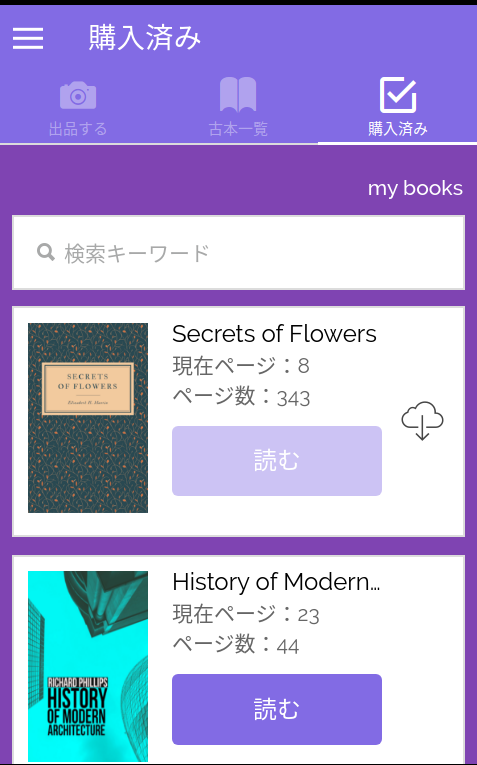 購入済み
出品する
古本一覧
購入済み
my books
検索キーワード
SECRETS
OF FLOWERS
Secrets of Flowers
現在ページ：8
ページ数：343
読む
RICHARD PHILLIPS
HISTORY
OF MODERN
ARCHITECTURE
History of Modern...
現在ページ：23
ページ数：44
読む